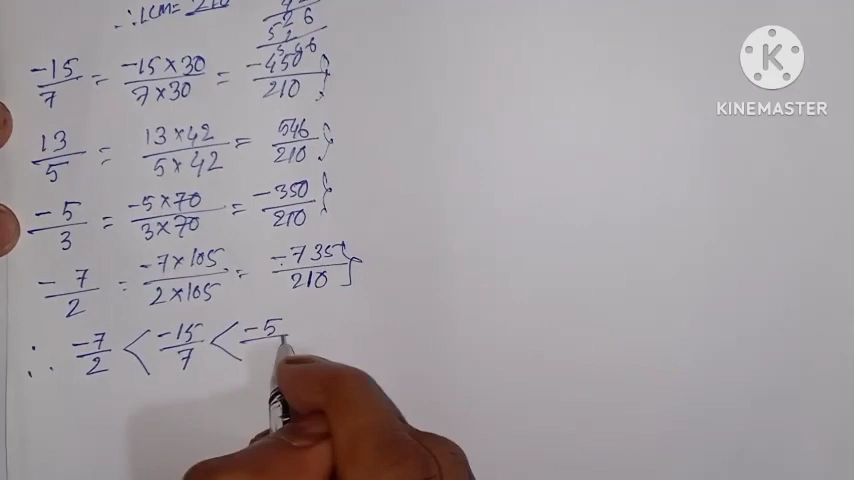 ∴ LCM = 210
-15/7 = -15×30/7×30 = -450/210 }
13/5 = 13×42/5×42 = 546/210 }
-5/3 = -5×70/3×70 = -350/210 }
-7/2 = -7×105/2×105 = -735/210 }
∴ -7/2 < -15/7 < -5
K
KINEMASTER